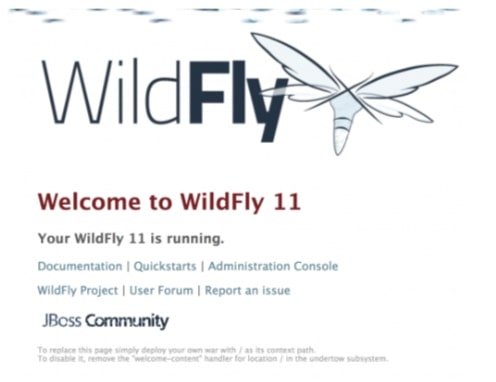 WildFly
Welcome to WildFly 11
Your WildFly 11 is running.
Documentation | Quickstarts | Administration Console
WildFly Project | User Forum | Report an issue
JBoss Community
To replace this page simply deploy your own war with / as its context path.
To disable it, remove the "welcome-content" handler for location / in the undertow subsystem.